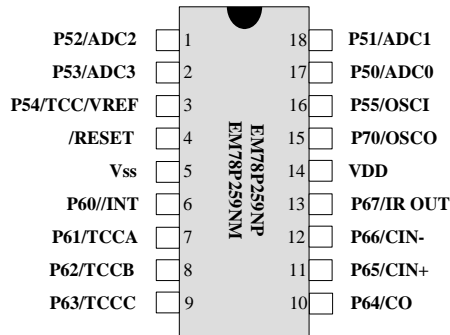 P52/ADC2 1 18 P51/ADC1
P53/ADC3 2 17 P50/ADC0
P54/TCC/VREF 3 16 P55/OSCI
/RESET 4 15 P70/OSCO
Vss 5 14 VDD
P60//INT 6 13 P67/IR OUT
P61/TCCA 7 12 P66/CIN-
P62/TCCB 8 11 P65/CIN+
P63/TCCC 9 10 P64/CO
EM78P259NP
EM78P259NM